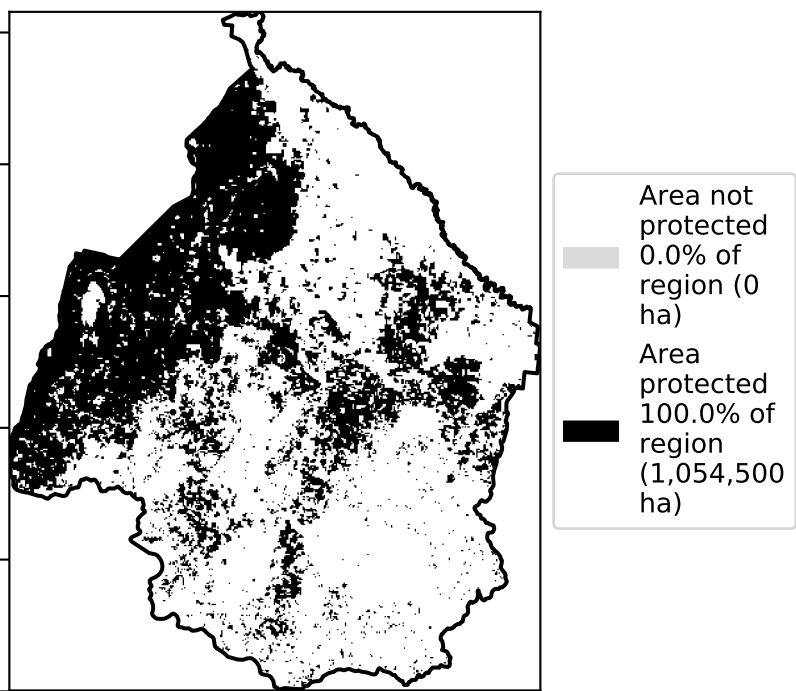 Area not
protected
0.0% of
region (0
ha)
Area
protected
100.0% of
region
(1,054,500
ha)